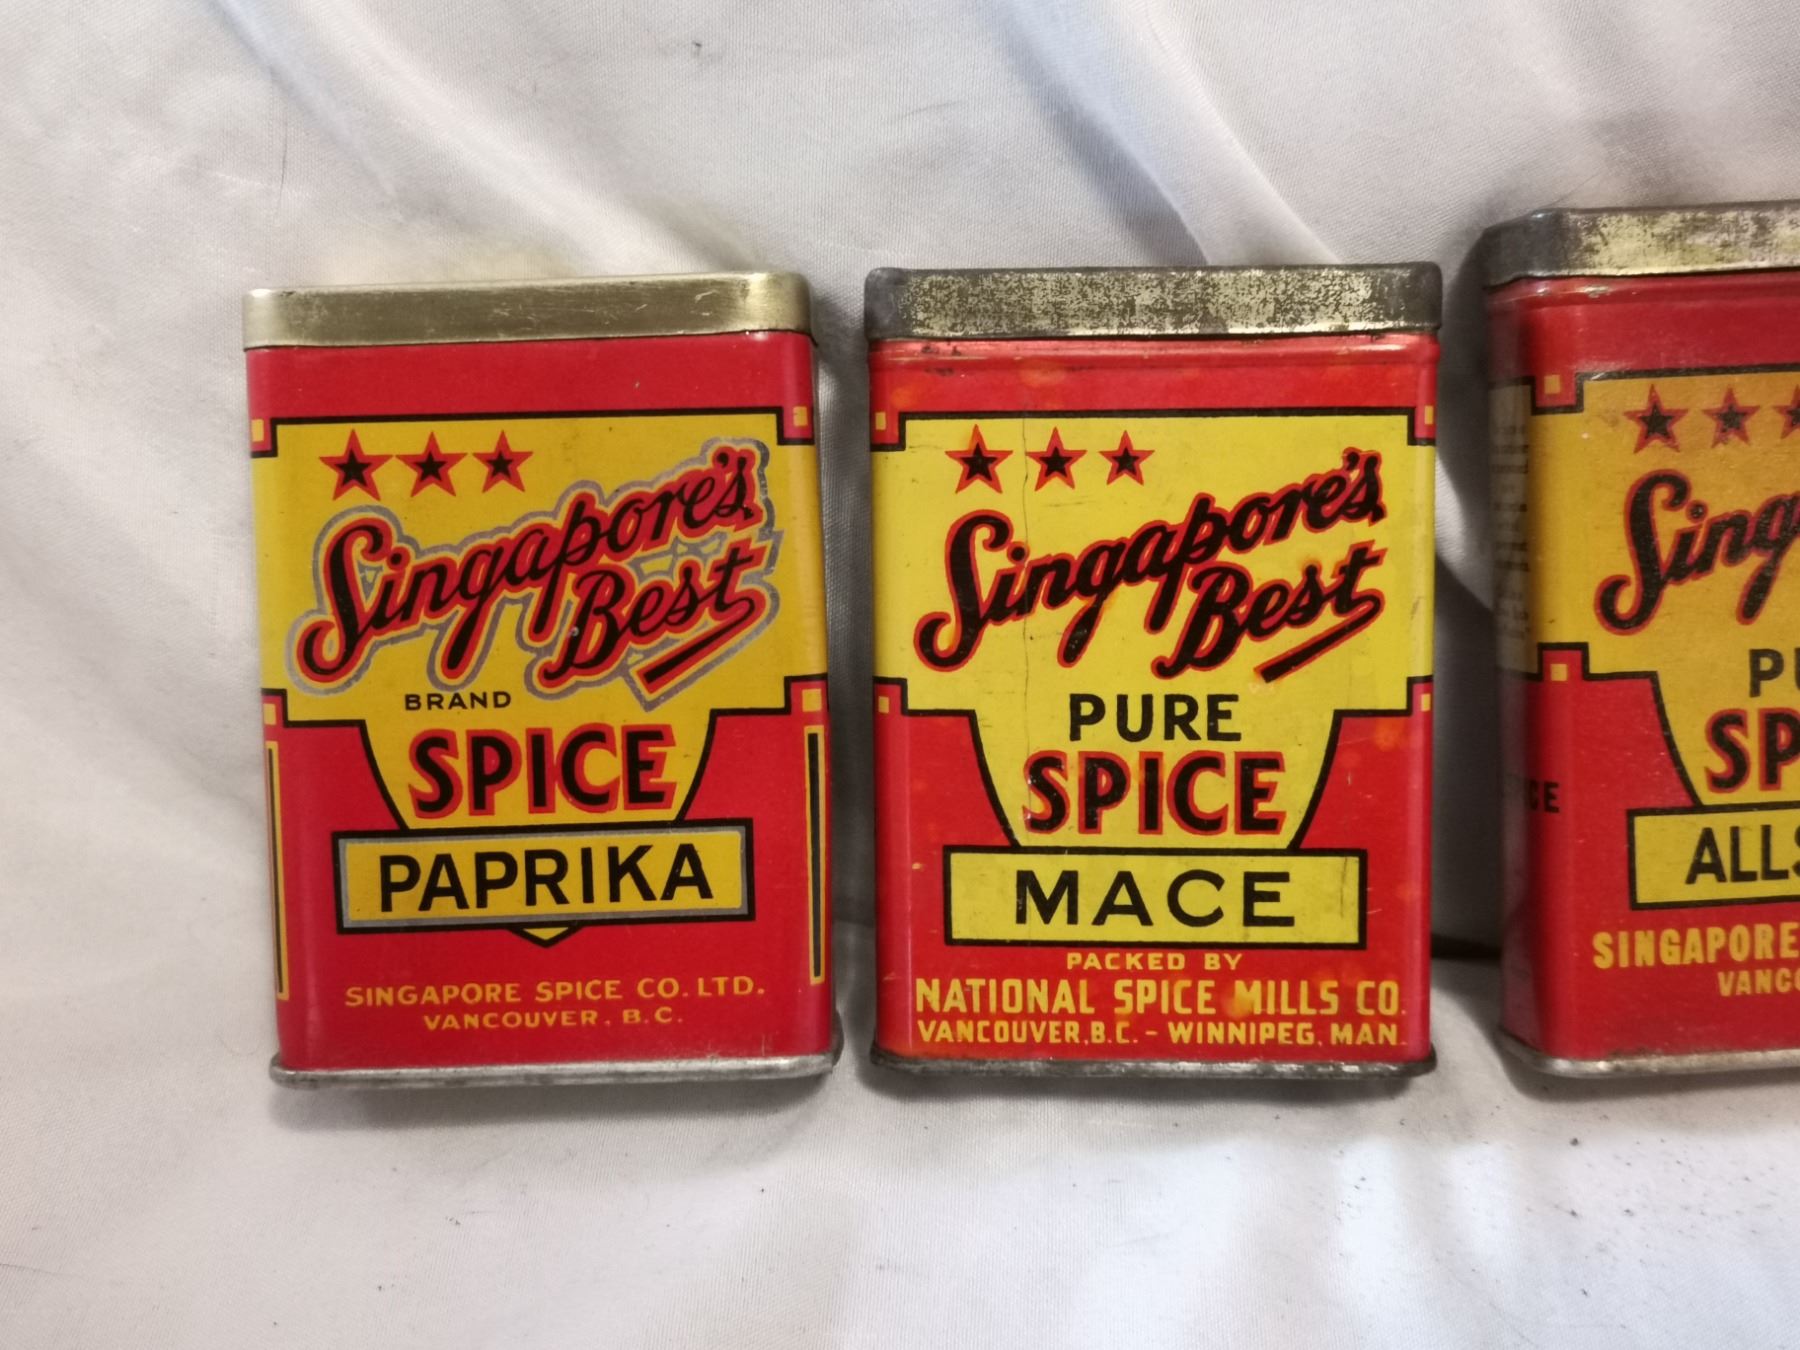 Singapore's
Best
BRAND
SPICE
PAPRIKA
SINGAPORE SPICE CO. LTD.
VANCOUVER, B.C.
Singapore's
Best
PURE
SPICE
MACE
PACKED BY
NATIONAL SPICE MILLS CO.
VANCOUVER, B.C. - WINNIPEG, MAN.
SINGAPORE